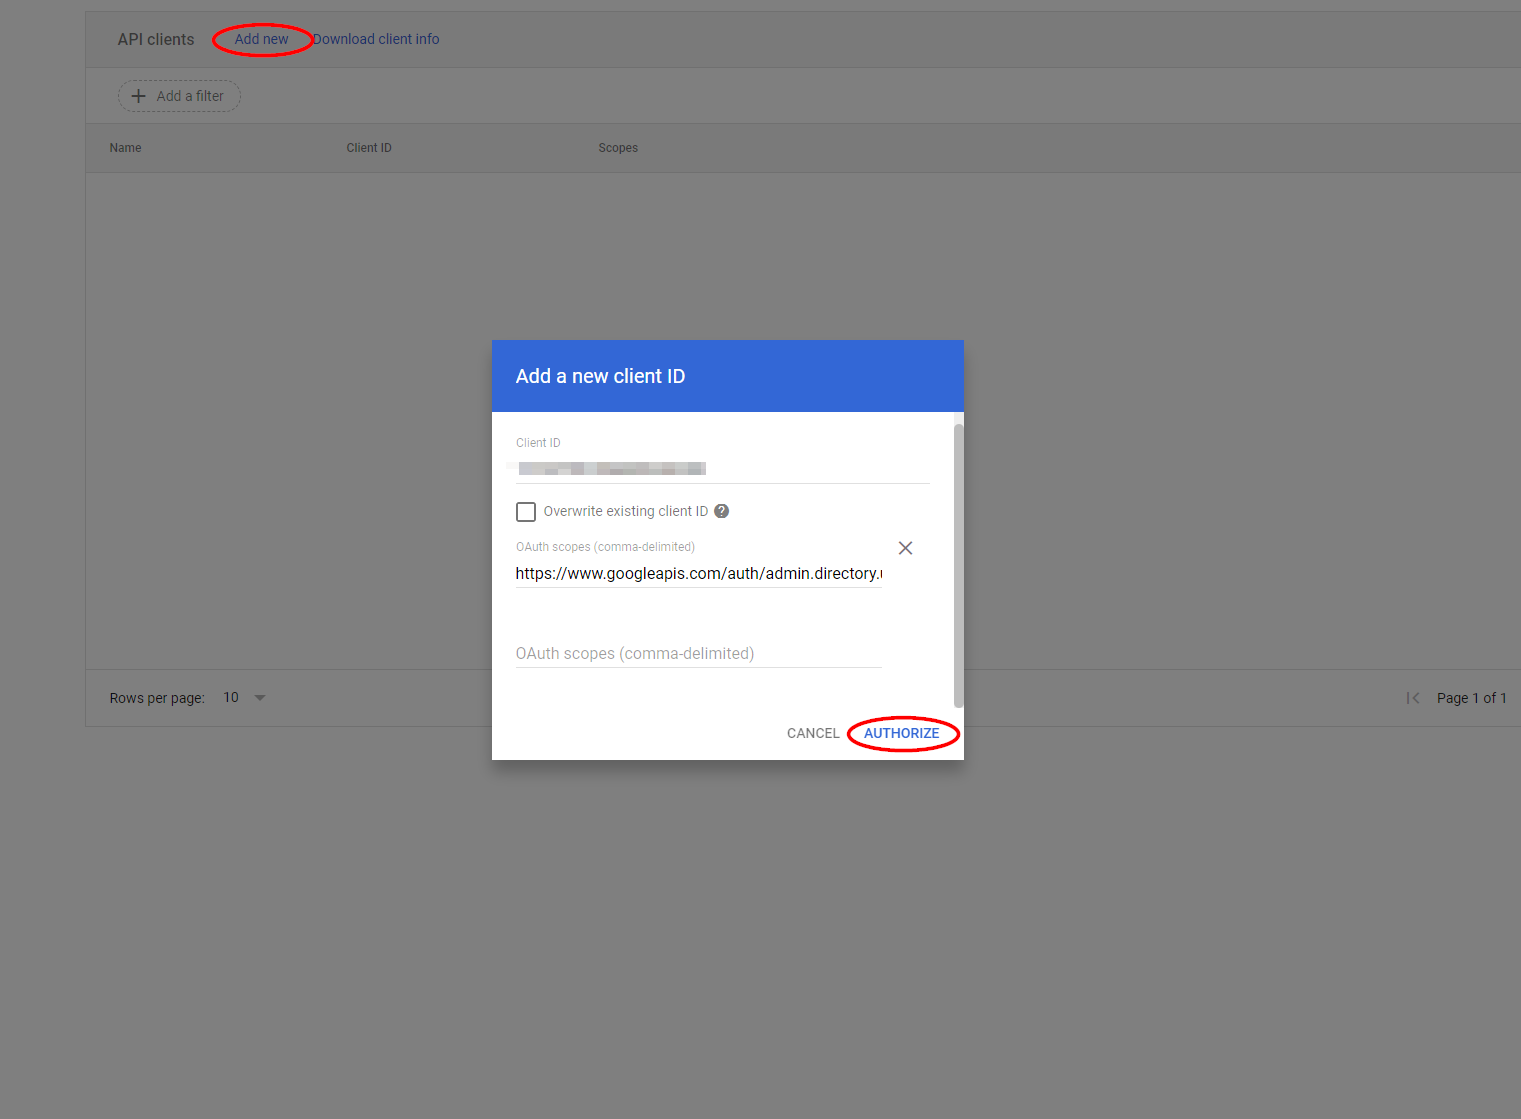 API clients Add new Download client info
Add a filter
Name Client ID Scopes
Add a new client ID
Client ID
Overwrite existing client ID ?
OAuth scopes (comma-delimited)
https://www.googleapis.com/auth/admin.directory.
OAuth scopes (comma-delimited)
Rows per page: 10 Page 1 of 1
CANCEL AUTHORIZE